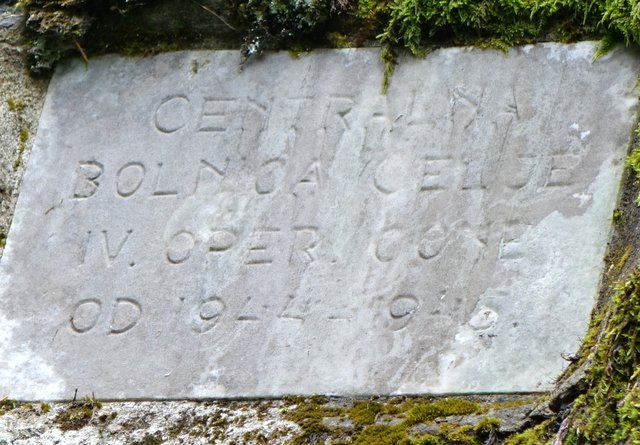 CENTRALNA
BOLNICA CELJE
IV. OPER. CONE
OD 1944-1945